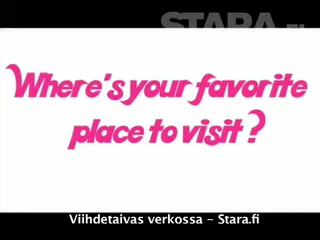 STARA.FI
Where's your favorite
place to visit?
Viihdetaivas verkossa – Stara.fi